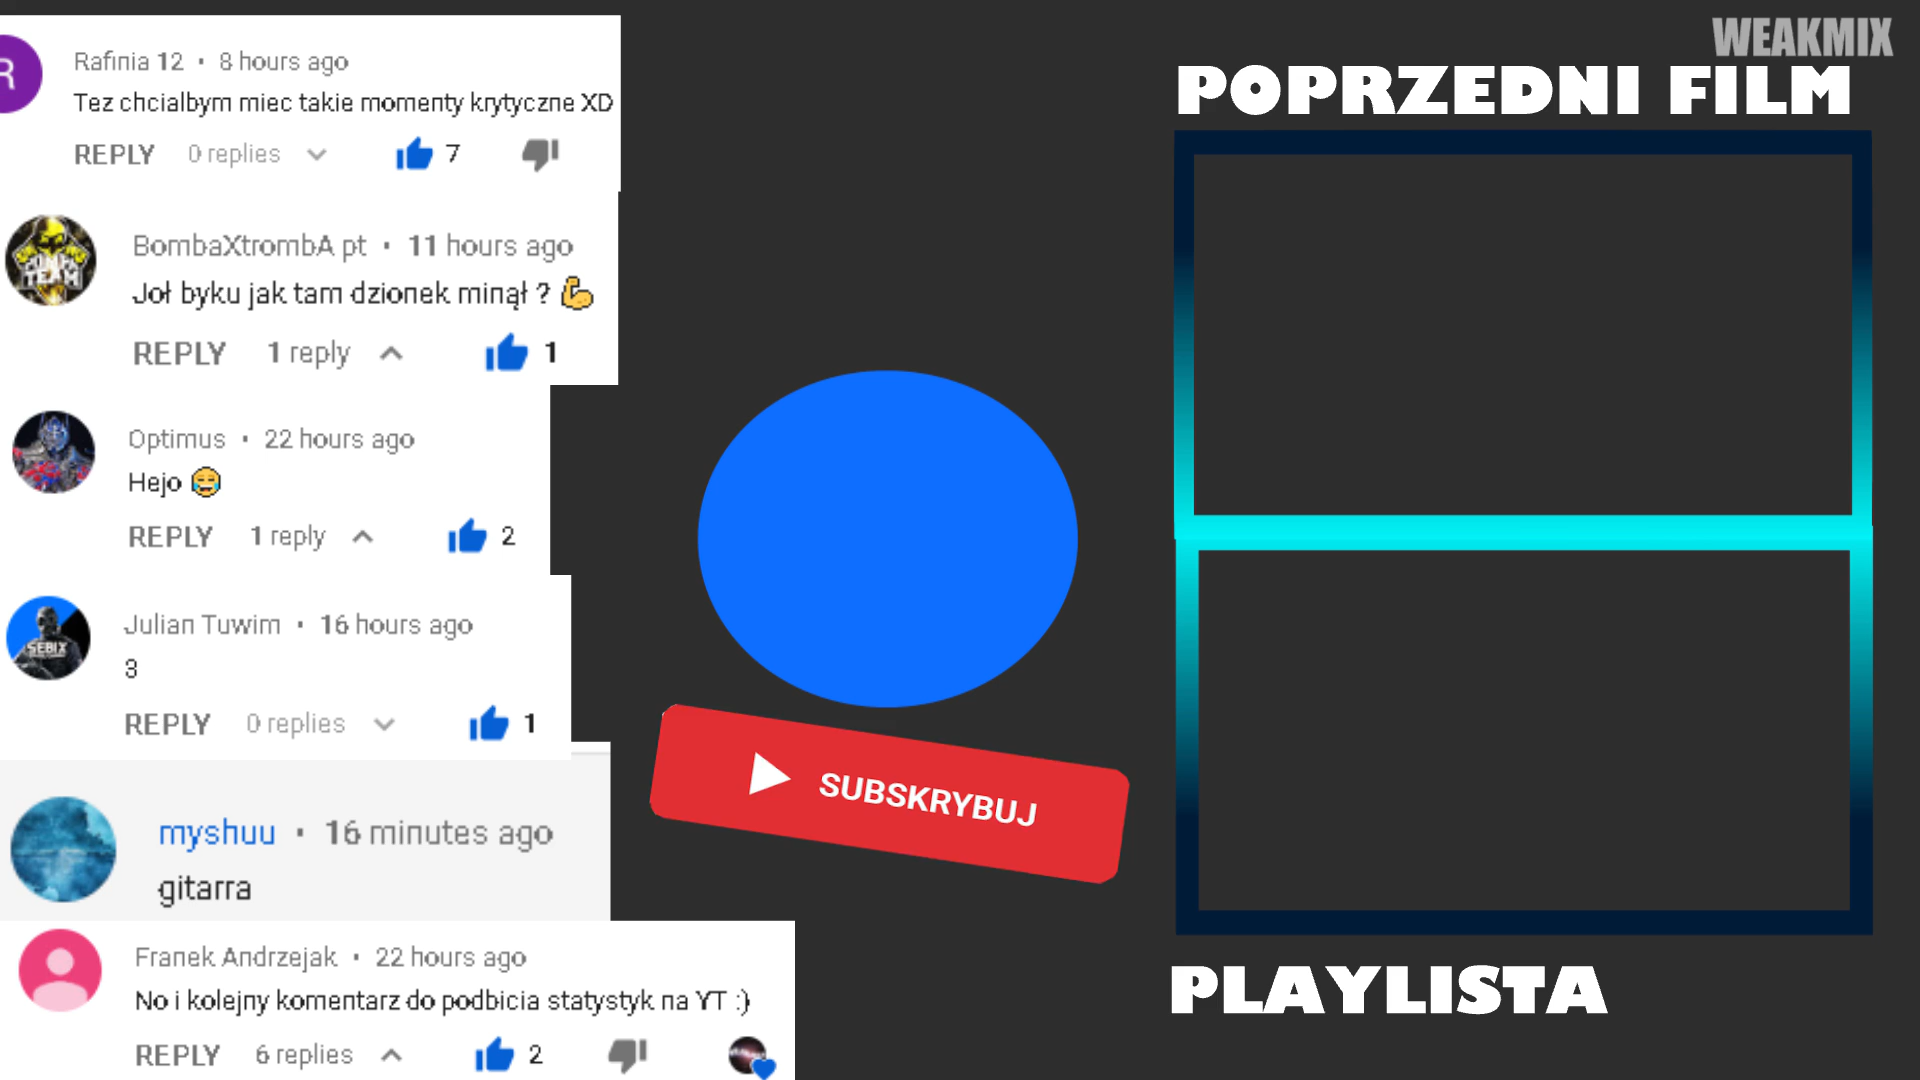 R
Rafinia 12 • 8 hours ago
Tez chcialbym miec takie momenty krytyczne XD
REPLY 0 replies 7
BombaXtrombA pt • 11 hours ago
Joł byku jak tam dzionek minął ? 💪
REPLY 1 reply 1
TEAM
Optimus • 22 hours ago
Hejo 😂
REPLY 1 reply 2
Julian Tuwim • 16 hours ago
SEBIX
3
REPLY 0 replies 1
myshuu • 16 minutes ago
gitarra
Franek Andrzejak • 22 hours ago
No i kolejny komentarz do podbicia statystyk na YT :)
REPLY 6 replies 2
SUBSKRYBUJ
WEAKMIX
POPRZEDNI FILM
PLAYLISTA